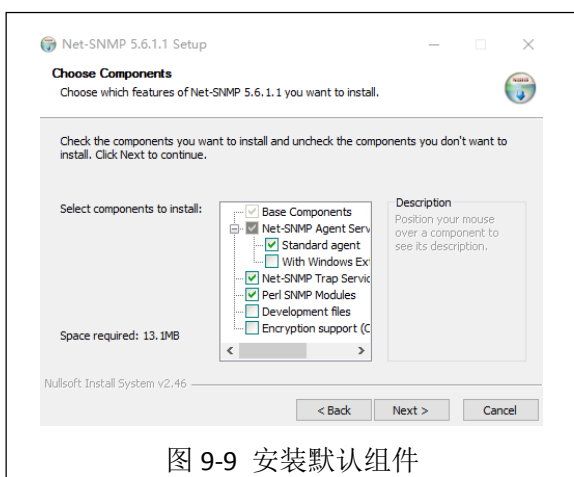 Net-SNMP 5.6.1.1 Setup
Choose Components
Choose which features of Net-SNMP 5.6.1.1 you want to install.
Check the components you want to install and uncheck the components you don't want to
install. Click Next to continue.
Select components to install:
Base Components
Net-SNMP Agent Serv
Standard agent
With Windows Ex
Net-SNMP Trap Servic
Perl SNMP Modules
Development files
Encryption support (C
Description
Position your mouse
over a component to
see its description.
Space required: 13.1MB
Nullsoft Install System v2.46
< Back
Next >
Cancel
图 9-9 安装默认组件